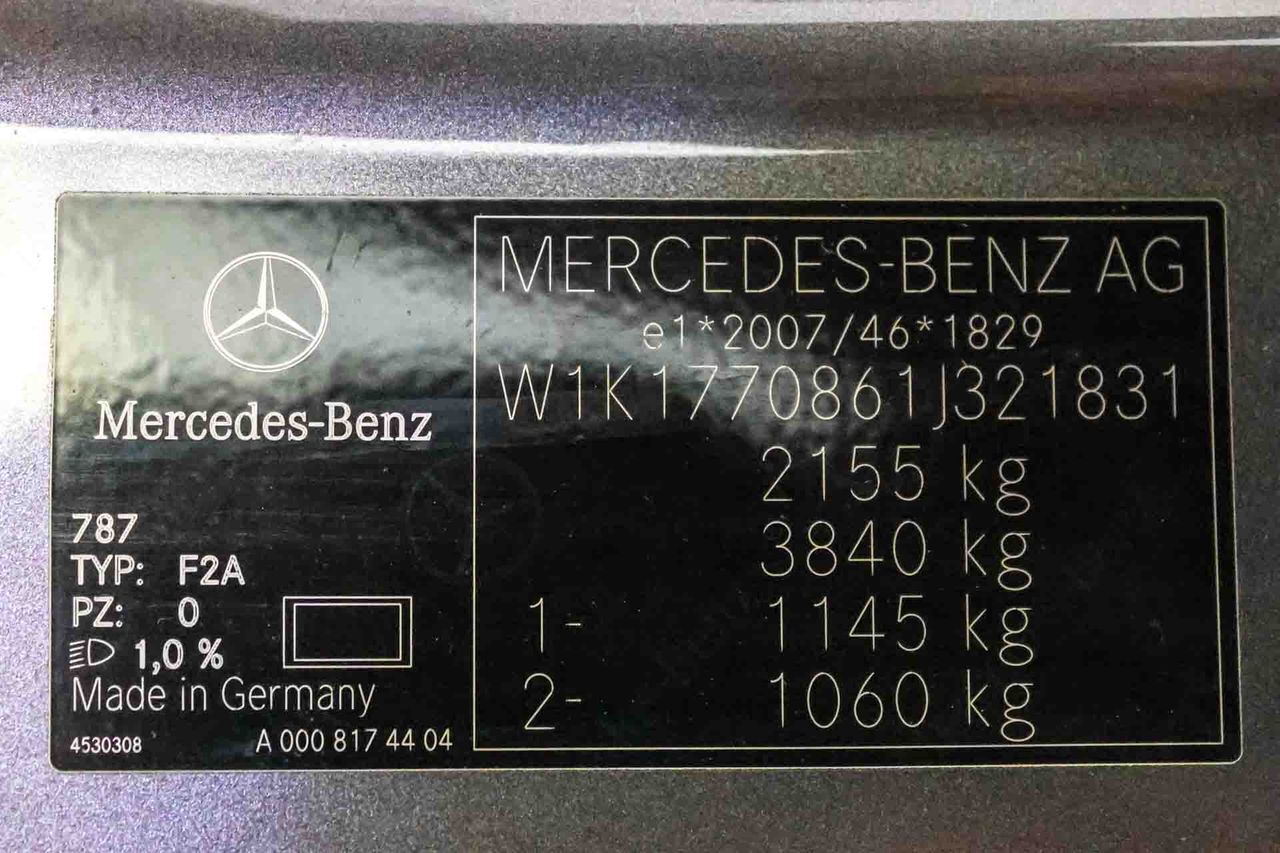 Mercedes-Benz
787
TYP: F2A
PZ: 0
1,0 %
Made in Germany
4530308 A 000 817 44 04
MERCEDES-BENZ AG
e1*2007/46*1829
W1K1770861J321831
2155 kg
3840 kg
1- 1145 kg
2- 1060 kg